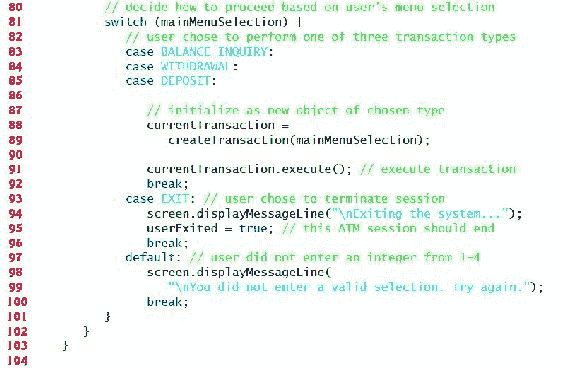 80 // decide how to proceed based on user's menu selection
81 switch (mainMenuSelection) {
82 // user chose to perform one of three transaction types
83 case BALANCE_INQUIRY:
84 case WITHDRAWAL:
85 case DEPOSIT:
86
87 // initialize as new object of chosen type
88 currentTransaction =
89 createTransaction(mainMenuSelection);
90
91 currentTransaction.execute(); // execute transaction
92 break;
93 case EXIT: // user chose to terminate session
94 screen.displayMessageLine("\nExiting the system...");
95 userExited = true; // this ATM session should end
96 break;
97 default: // user did not enter an integer from 1-4
98 screen.displayMessageLine(
99 "\nYou did not enter a valid selection. Try again.");
100 break;
101 }
102 }
103 }
104